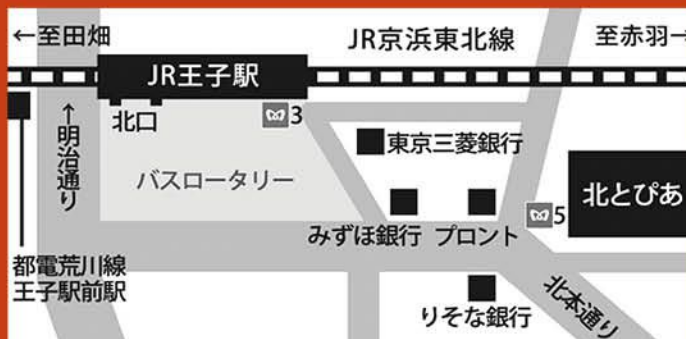 ←至田畑
JR京浜東北線
至赤羽→
JR王子駅
北口
3
↑明治通り
バスロータリー
東京三菱銀行
みずほ銀行
プロント
5
北とぴあ
都電荒川線
王子駅前駅
りそな銀行
北本通り